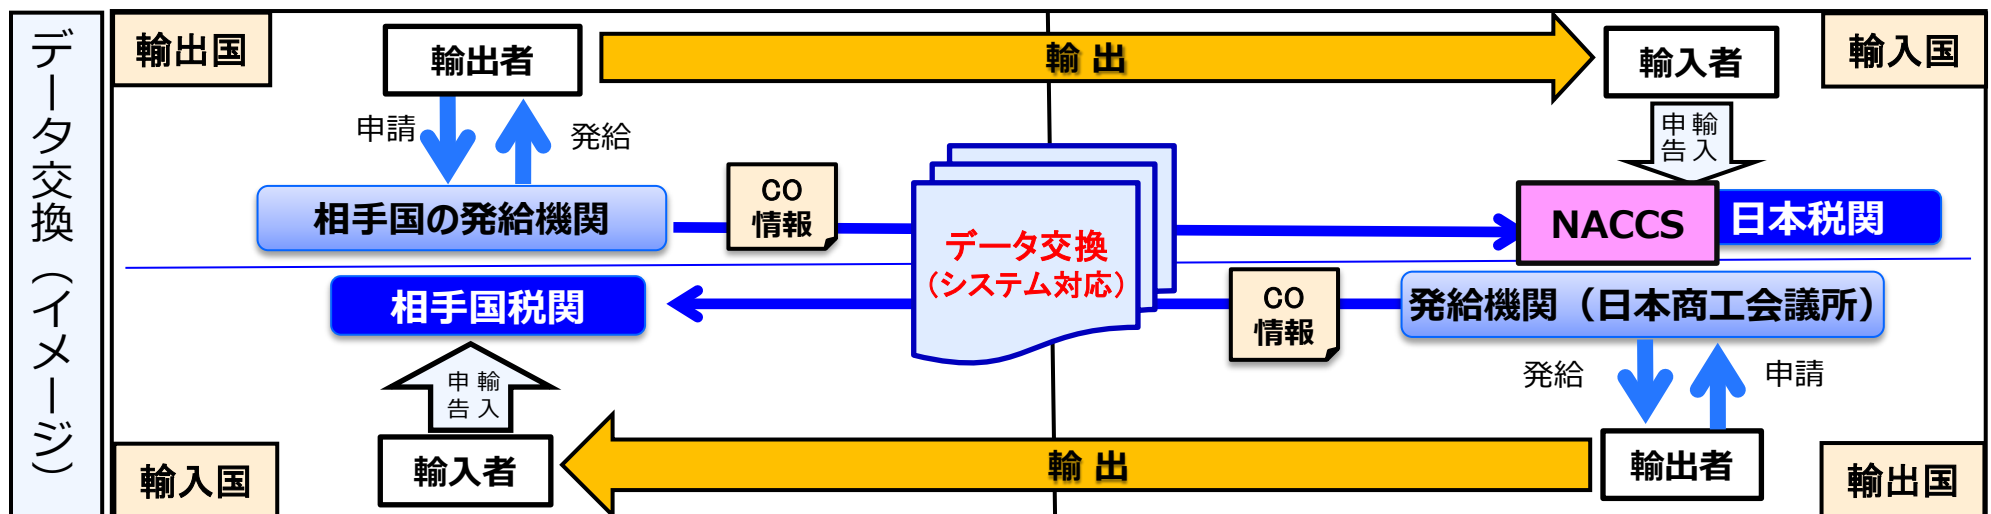 データ交換（イメージ）
輸出国
輸出者
輸 出
輸入者
輸入国
申請
発給
輸入
申告
相手国の発給機関
CO
情報
データ交換
（システム対応）
NACCS
日本税関
相手国税関
CO
情報
発給機関（日本商工会議所）
輸入
申告
発給
申請
輸入国
輸入者
輸 出
輸出者
輸出国